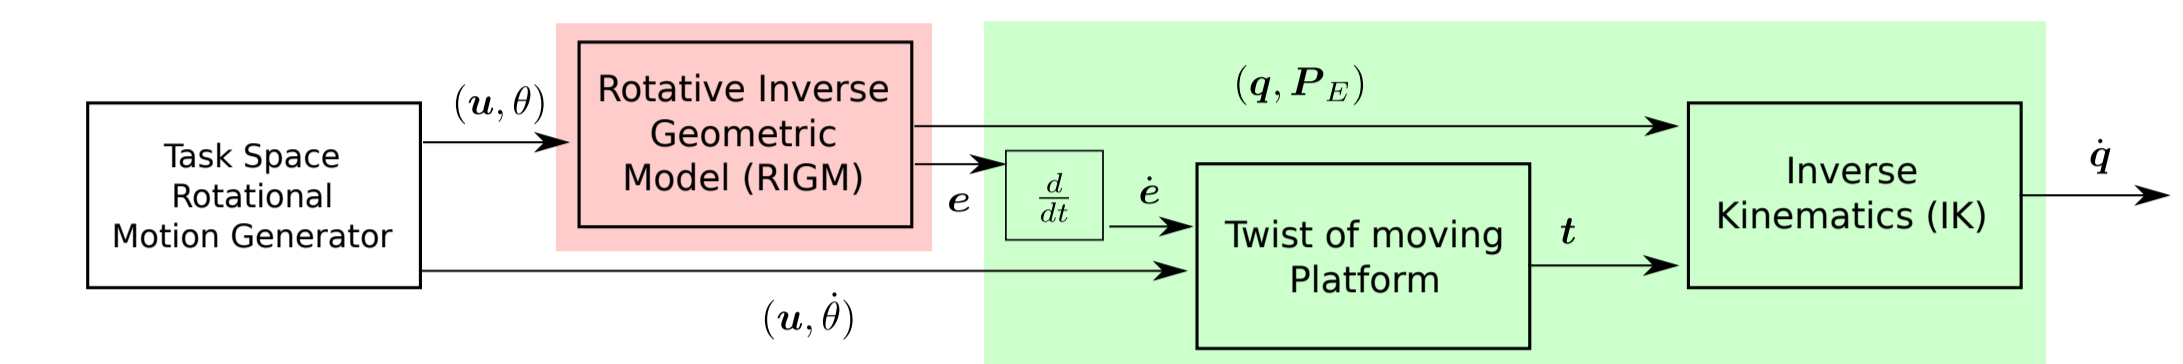 Task Space
Rotational
Motion Generator
(u, θ)
Rotative Inverse
Geometric
Model (RIGM)
(q, P_E)
e
d/dt
ė
(u, θ̇)
Twist of moving
Platform
t
Inverse
Kinematics (IK)
q̇